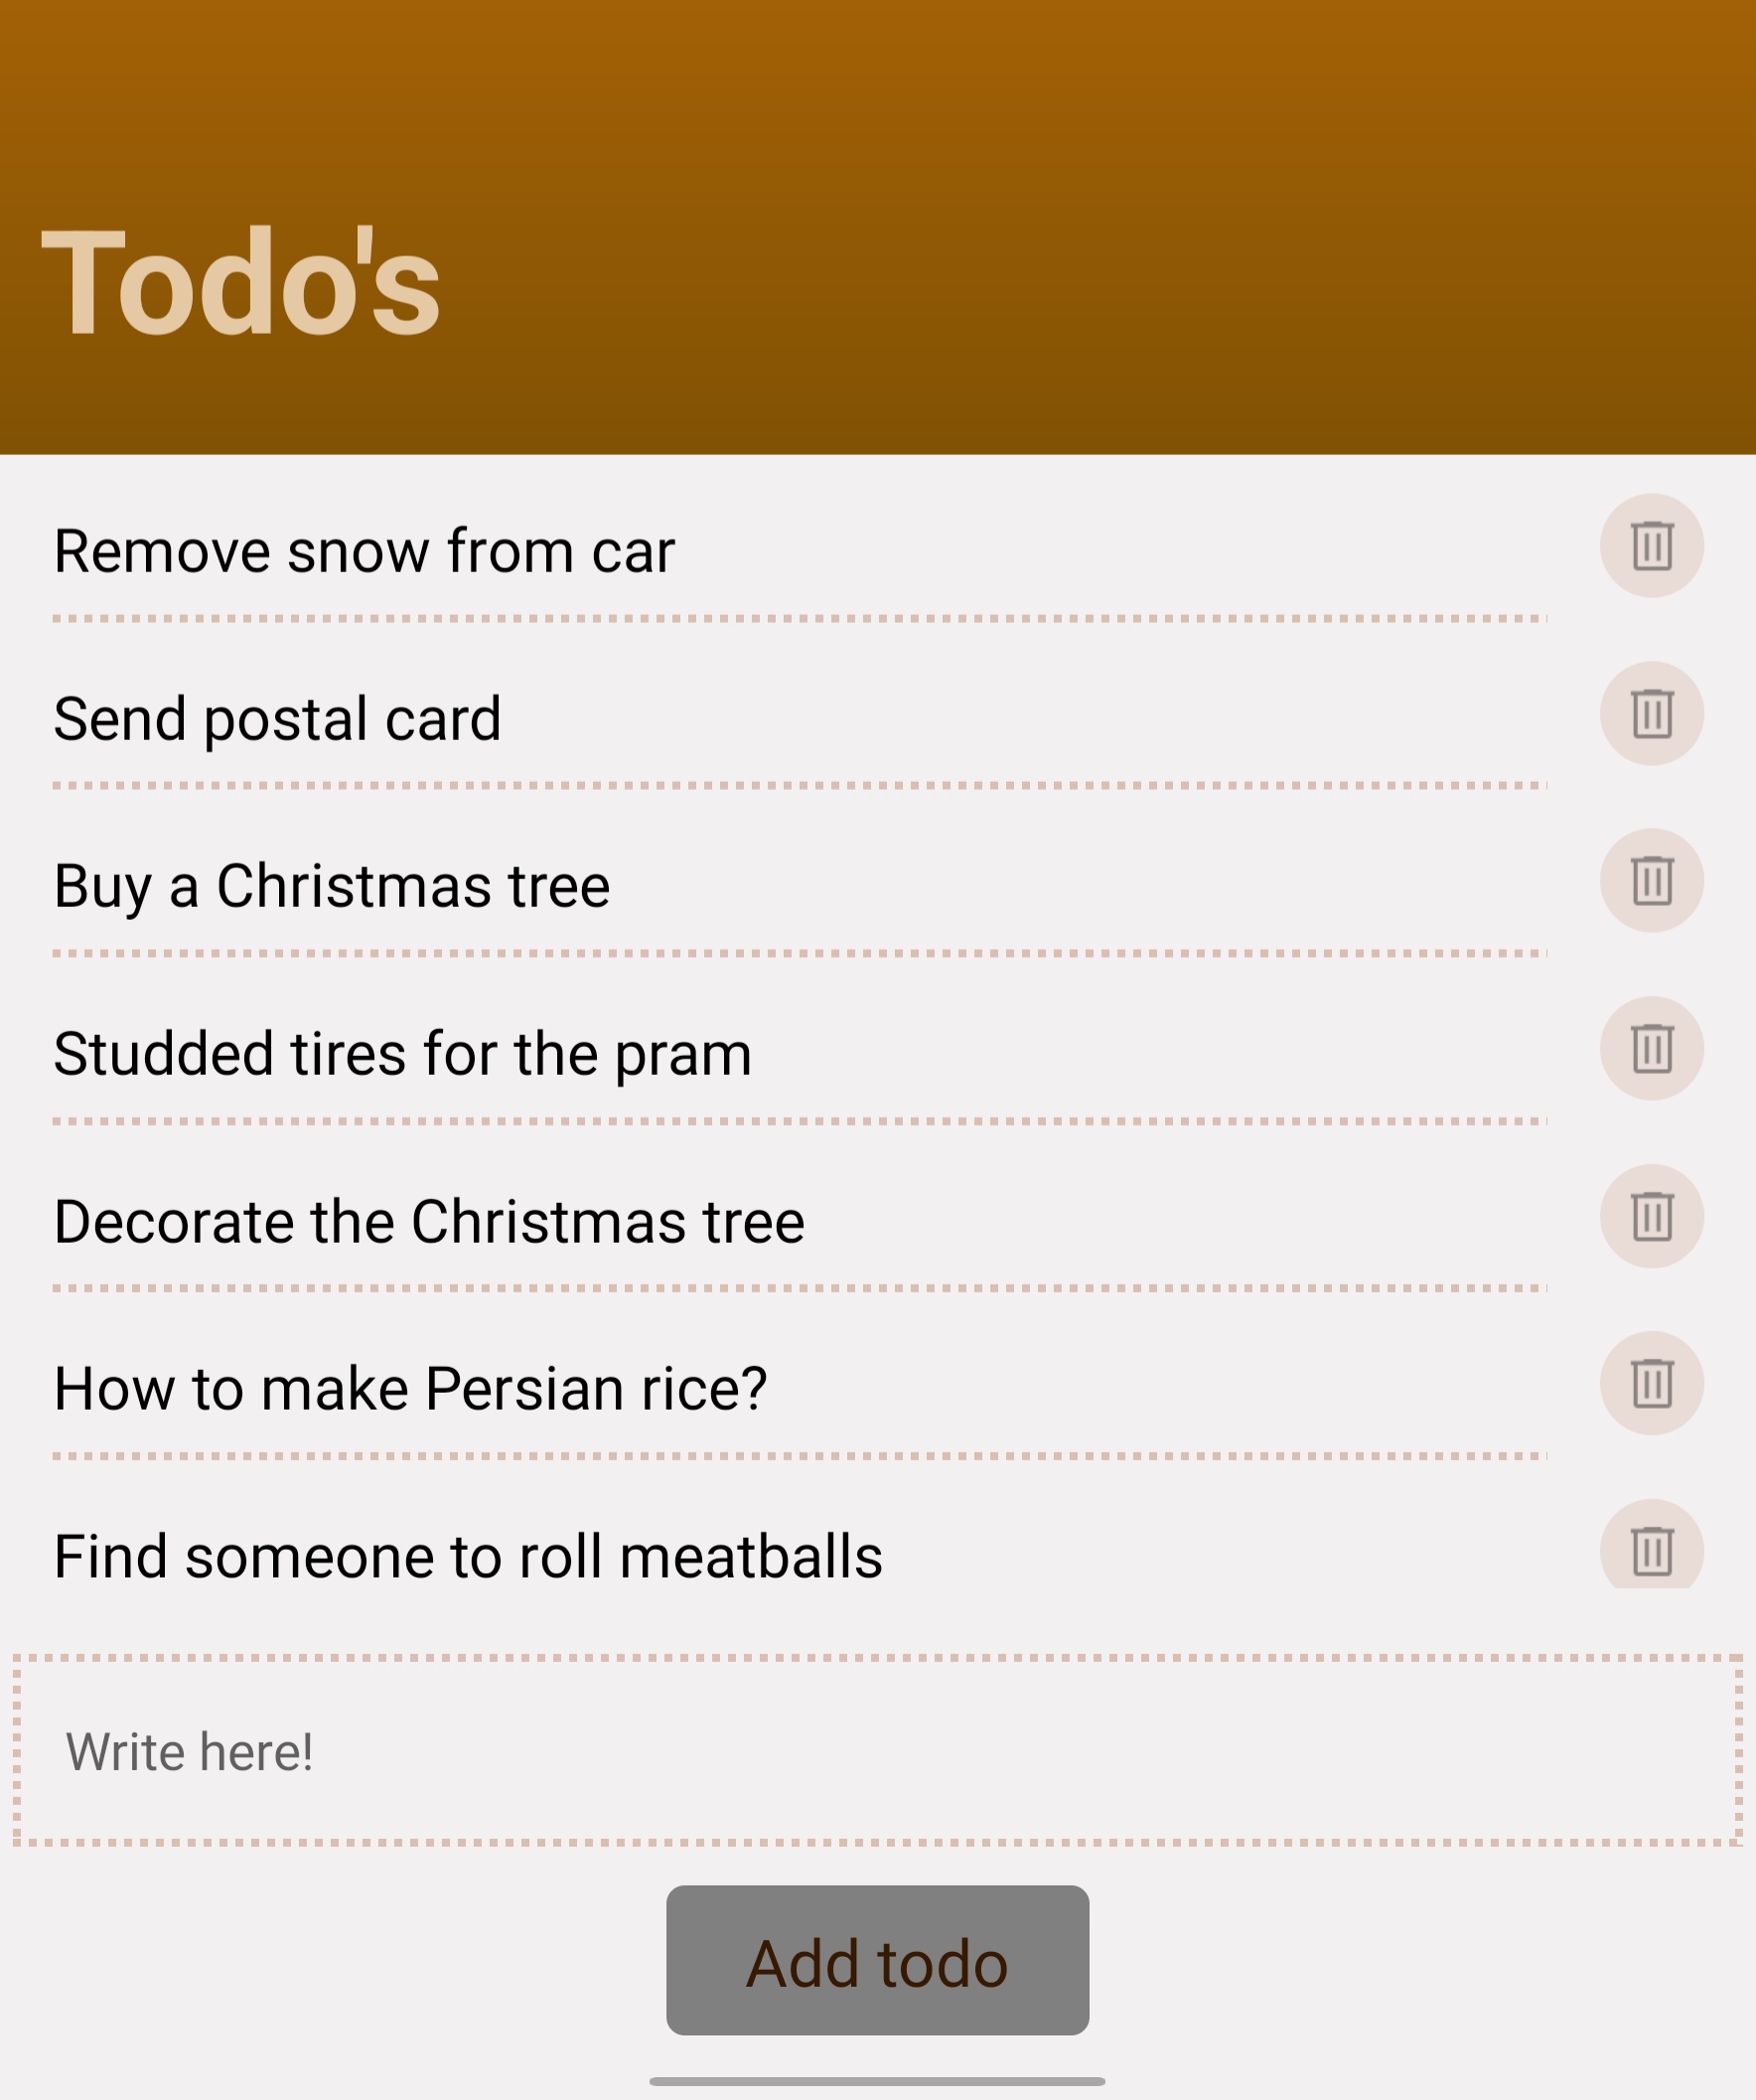 Todo's
Remove snow from car
Send postal card
Buy a Christmas tree
Studded tires for the pram
Decorate the Christmas tree
How to make Persian rice?
Find someone to roll meatballs
Write here!
Add todo